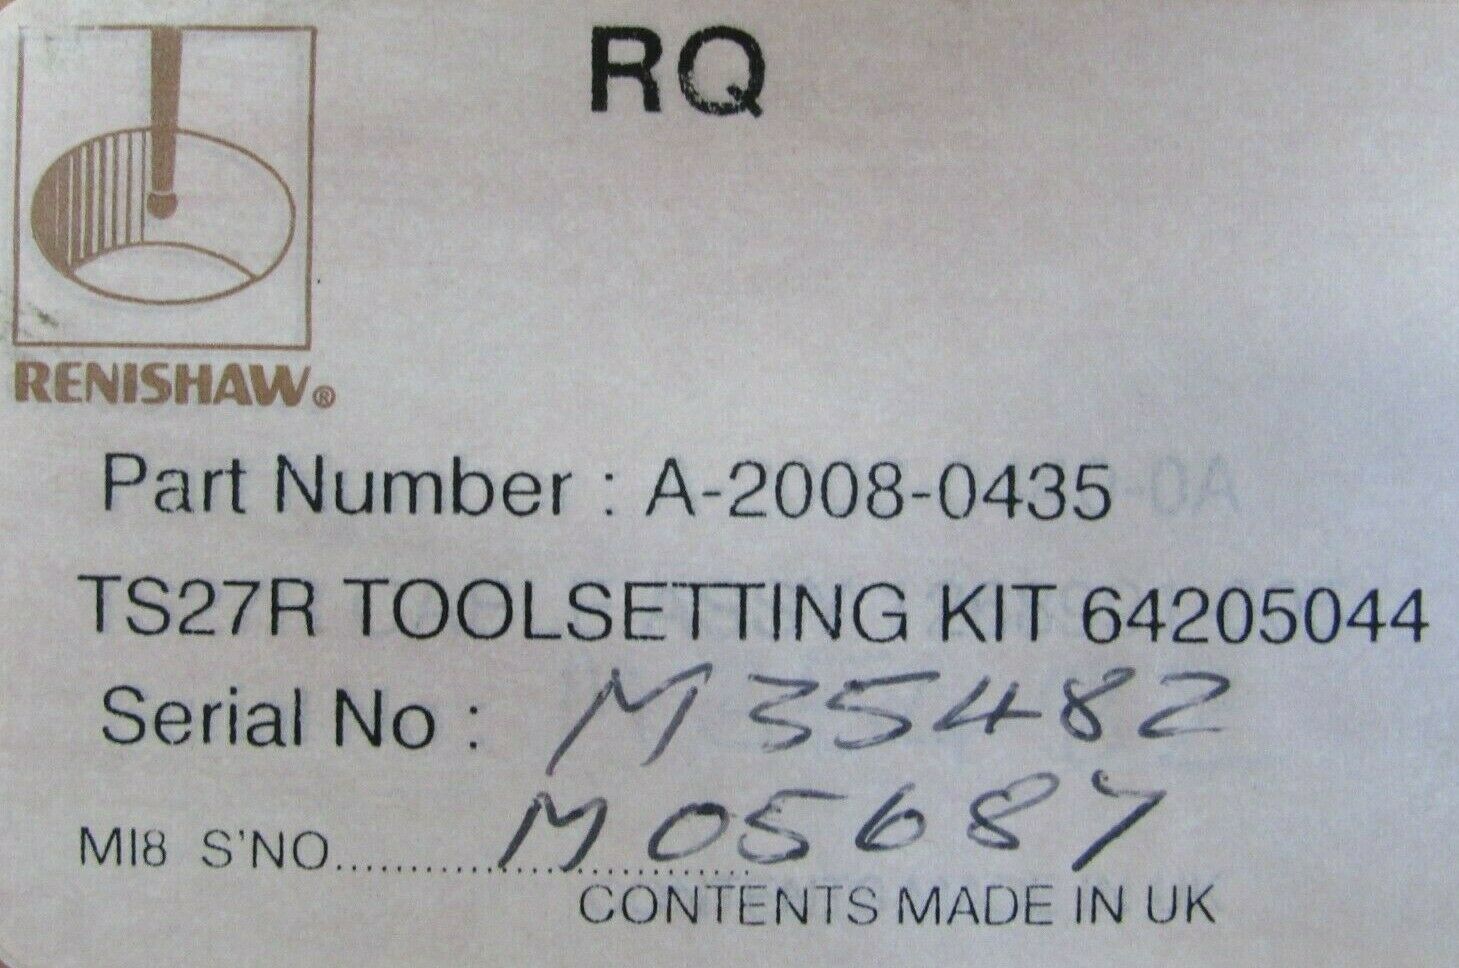 RQ
RENISHAW®
Part Number : A-2008-0435
TS27R TOOLSETTING KIT 64205044
Serial No : M35482
MI8 S'NO.............................. M05687
CONTENTS MADE IN UK